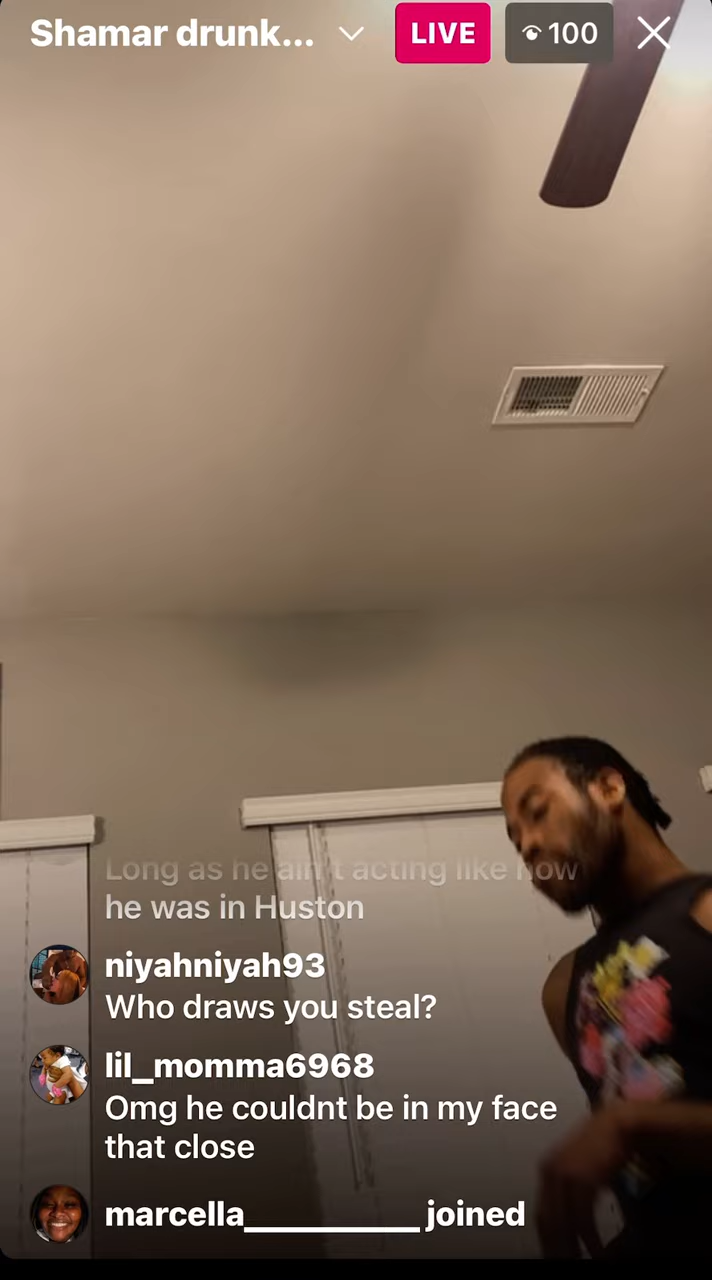 Shamar drunk...
LIVE
100
Long as he ain't acting like how
he was in Huston
niyahniyah93
Who draws you steal?
lil_momma6968
Omg he couldnt be in my face
that close
marcella__________ joined